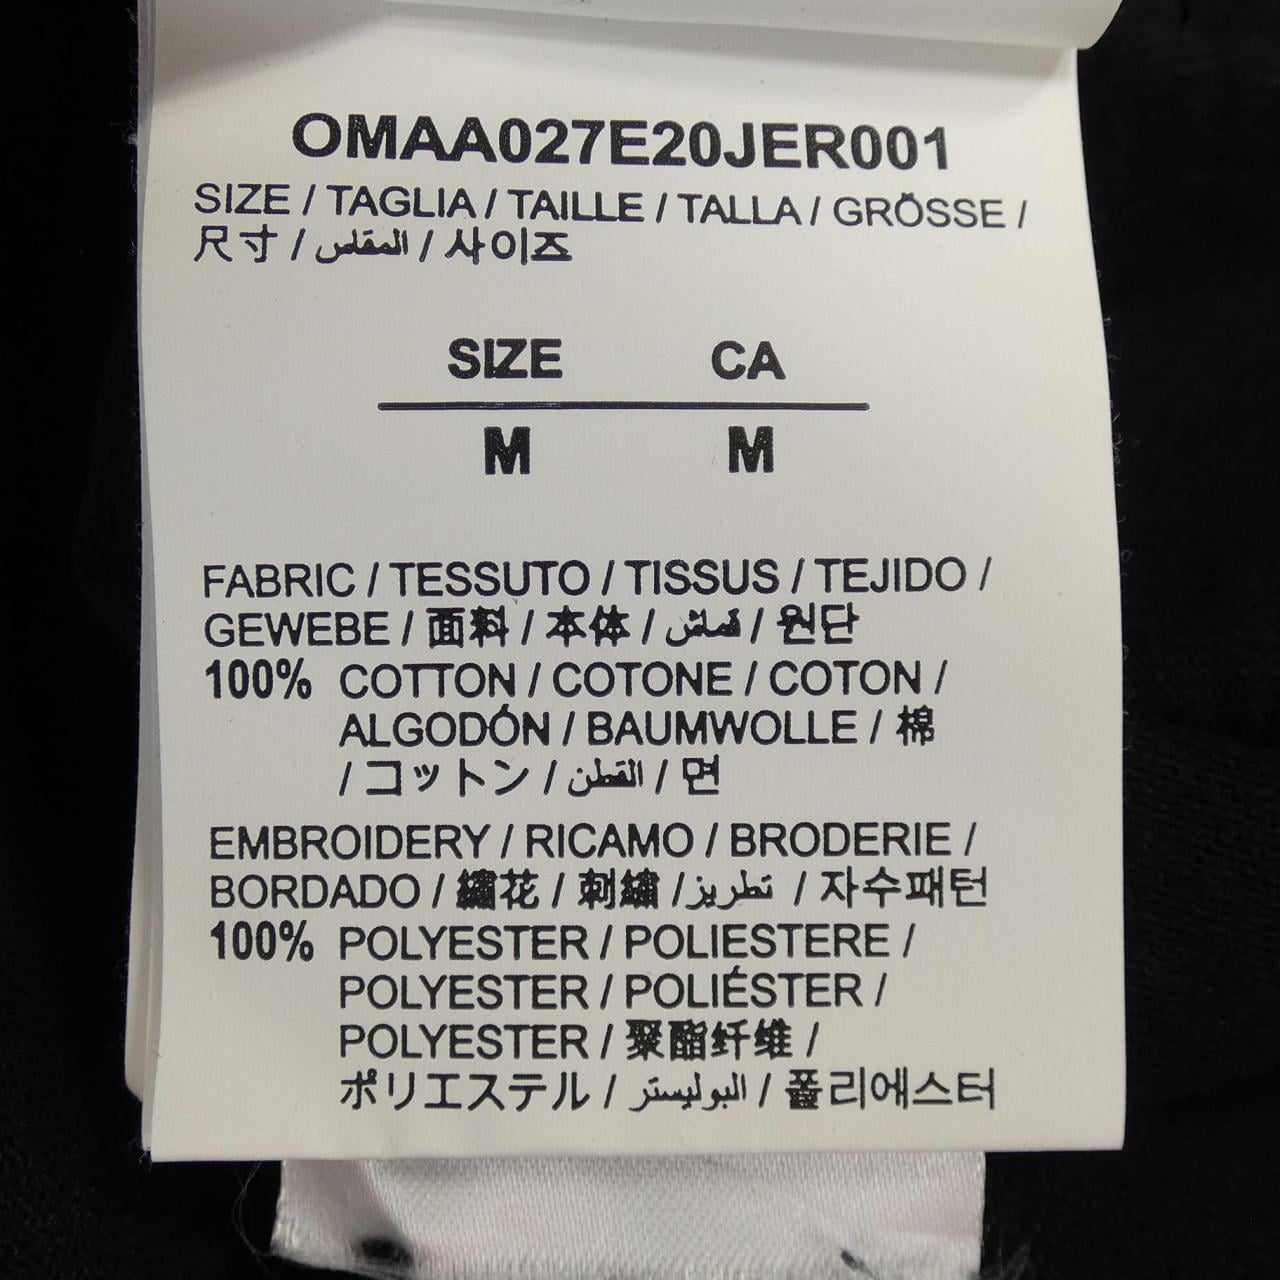 OMAA027E20JER001
SIZE / TAGLIA / TAILLE / TALLA / GRÖSSE /
尺寸 / المقاس / 사이즈
SIZE CA
M M
FABRIC / TESSUTO / TISSUS / TEJIDO /
GEWEBE / 面料 / 本体 / قماش / 원단
100% COTTON / COTONE / COTON /
ALGODÓN / BAUMWOLLE / 棉
/ コットン / القطن / 면
EMBROIDERY / RICAMO / BRODERIE /
BORDADO / 繡花 / 刺繍 / تطريز / 자수패턴
100% POLYESTER / POLIESTERE /
POLYESTER / POLIÉSTER /
POLYESTER / 聚酯纤维 /
ポリエステル / البوليستر / 폴리에스터